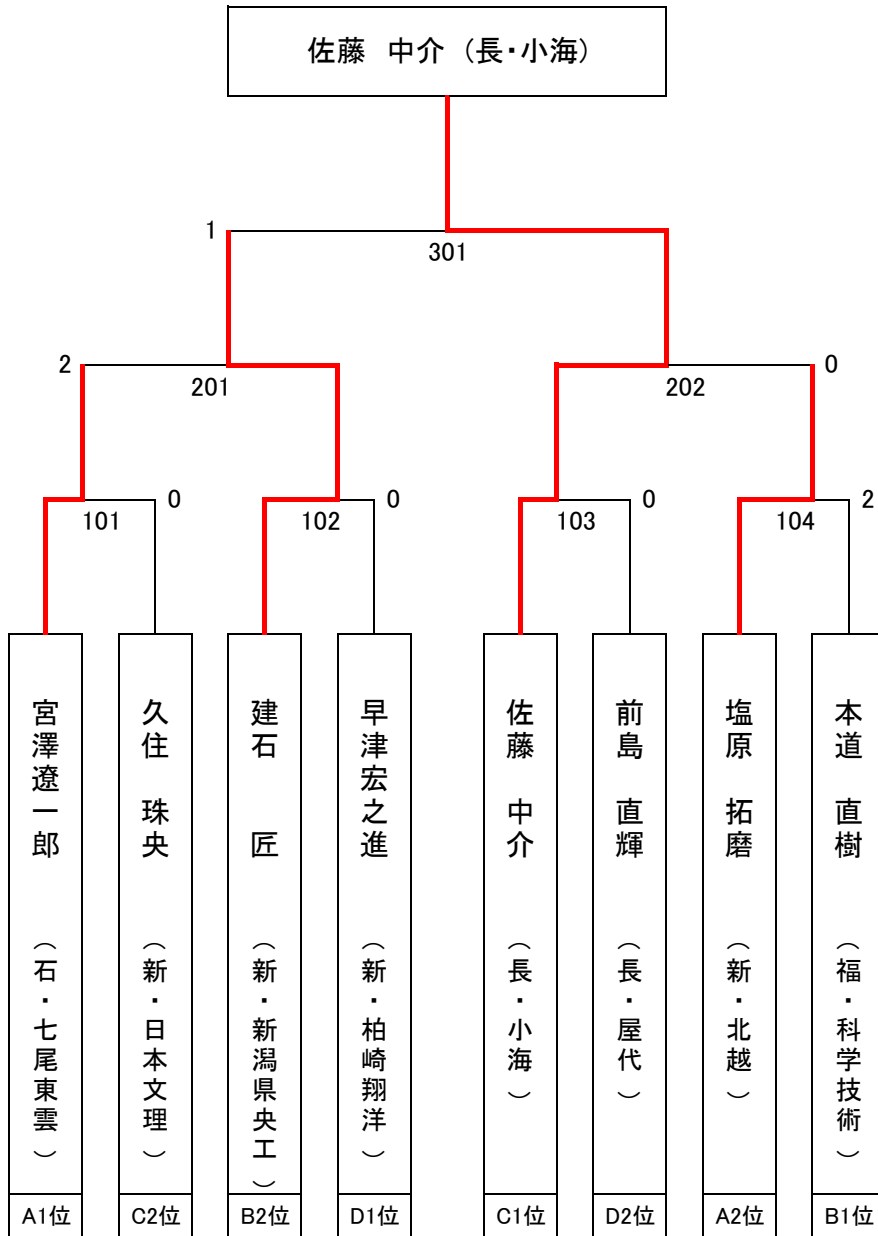 佐藤　中介（長・小海）
1
301
2
201
202
0
0
101
0
102
0
103
2
104
宮澤遼一郎（石・七尾東雲）
久住　珠央（新・日本文理）
建石　匠（新・新潟県央工）
早津宏之進（新・柏崎翔洋）
佐藤　中介（長・小海）
前島　直輝（長・屋代）
塩原　拓磨（新・北越）
本道　直樹（福・科学技術）
A1位
C2位
B2位
D1位
C1位
D2位
A2位
B1位